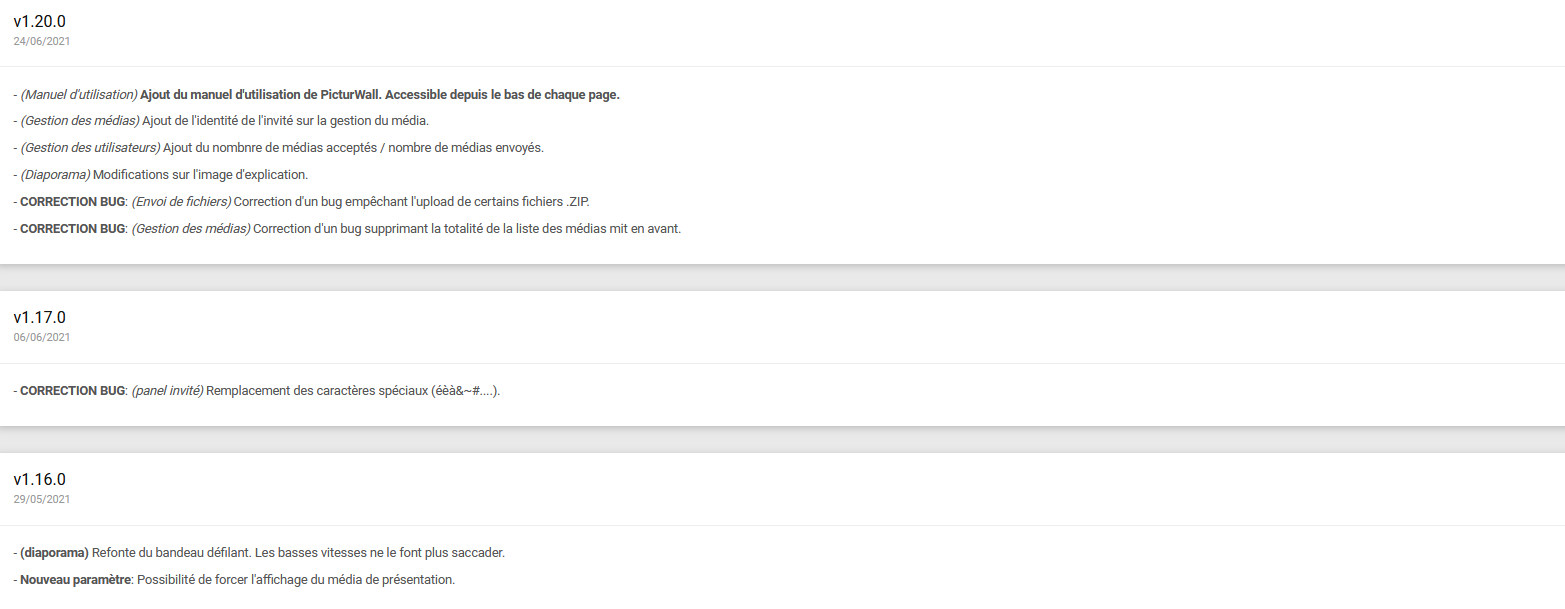 v1.20.0
24/06/2021
- (Manuel d'utilisation) Ajout du manuel d'utilisation de PicturWall. Accessible depuis le bas de chaque page.
- (Gestion des médias) Ajout de l'identité de l'invité sur la gestion du média.
- (Gestion des utilisateurs) Ajout du nombnre de médias acceptés / nombre de médias envoyés.
- (Diaporama) Modifications sur l'image d'explication.
- CORRECTION BUG: (Envoi de fichiers) Correction d'un bug empêchant l'upload de certains fichiers .ZIP.
- CORRECTION BUG: (Gestion des médias) Correction d'un bug supprimant la totalité de la liste des médias mit en avant.
v1.17.0
06/06/2021
- CORRECTION BUG: (panel invité) Remplacement des caractères spéciaux (éèà&~#....).
v1.16.0
29/05/2021
- (diaporama) Refonte du bandeau défilant. Les basses vitesses ne le font plus saccader.
- Nouveau paramètre: Possibilité de forcer l'affichage du média de présentation.